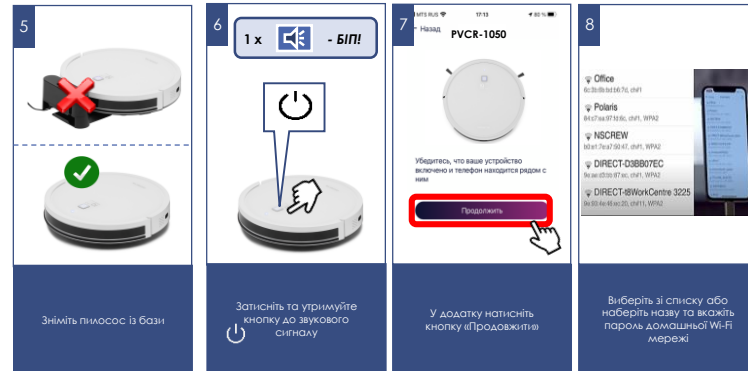 5
Зніміть пилосос із бази
6
1 x - БІП!
Затисніть та утримуйте
кнопку до звукового
сигналу
7
MTS RUS 17:13 80 %
Назад
PVCR-1050
Убедитесь, что ваше устройство
включено и телефон находится рядом с
ним
Продолжить
У додатку натисніть
кнопку «Продовжити»
8
Office
Polaris
NSCREW
DIRECT-D3BB07EC
DIRECT-t8WorkCentre 3225
Виберіть зі списку або
наберіть назву та вкажіть
пароль домашньої Wi-Fi
мережі